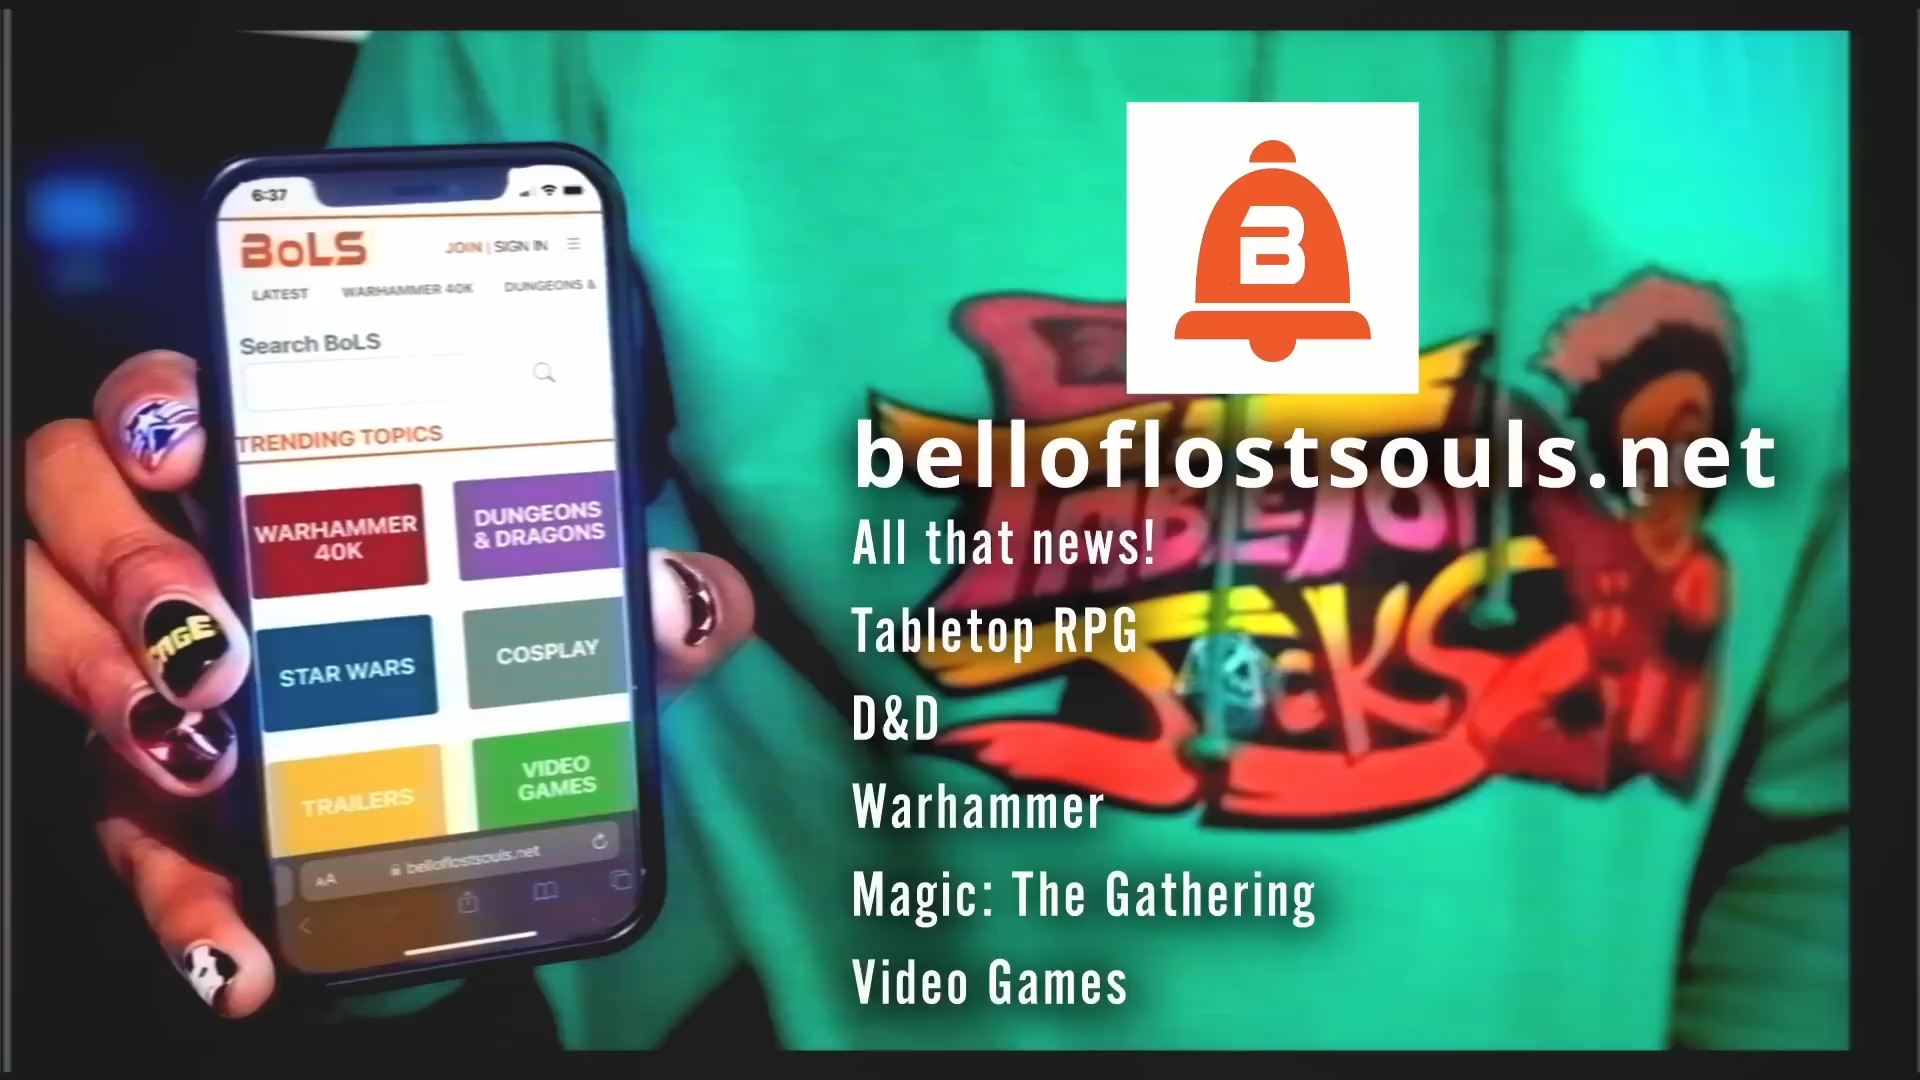 6:37
BoLS
JOIN | SIGN IN
LATEST WARHAMMER 40K DUNGEONS &
Search BoLS
TRENDING TOPICS
WARHAMMER
40K
DUNGEONS
& DRAGONS
STAR WARS
COSPLAY
TRAILERS
VIDEO
GAMES
AA belloflostsouls.net
B
belloflostsouls.net
All that news!
Tabletop RPG
D&D
Warhammer
Magic: The Gathering
Video Games
TABLETOP